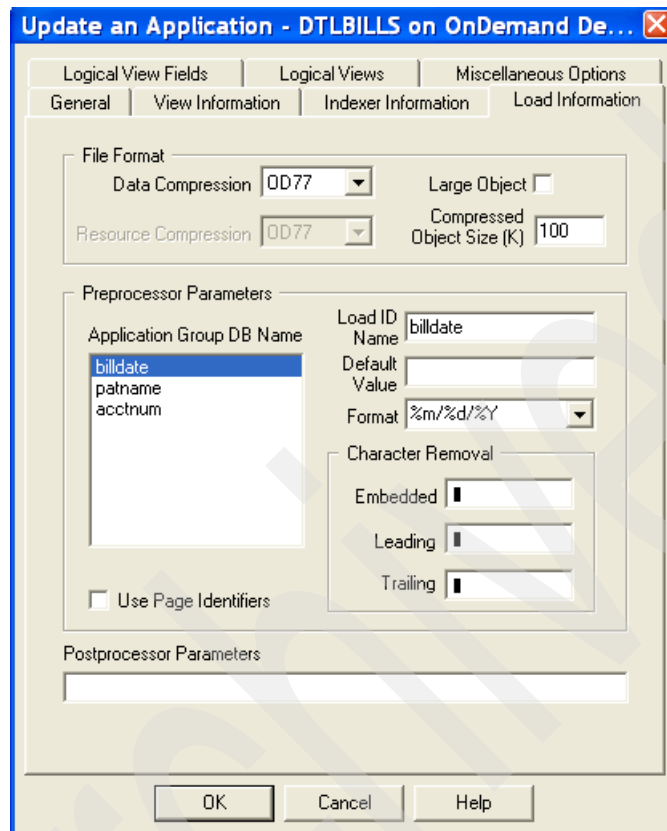 Update an Application - DTLBILLS on OnDemand De...
Logical View Fields Logical Views Miscellaneous Options
General View Information Indexer Information Load Information
File Format
Data Compression OD77 Large Object
Resource Compression OD77 Compressed Object Size (K) 100
Preprocessor Parameters
Application Group DB Name
billdate
patname
acctnum
Load ID Name billdate
Default Value
Format %m/%d/%Y
Character Removal
Embedded
Leading
Trailing
Use Page Identifiers
Postprocessor Parameters
OK Cancel Help